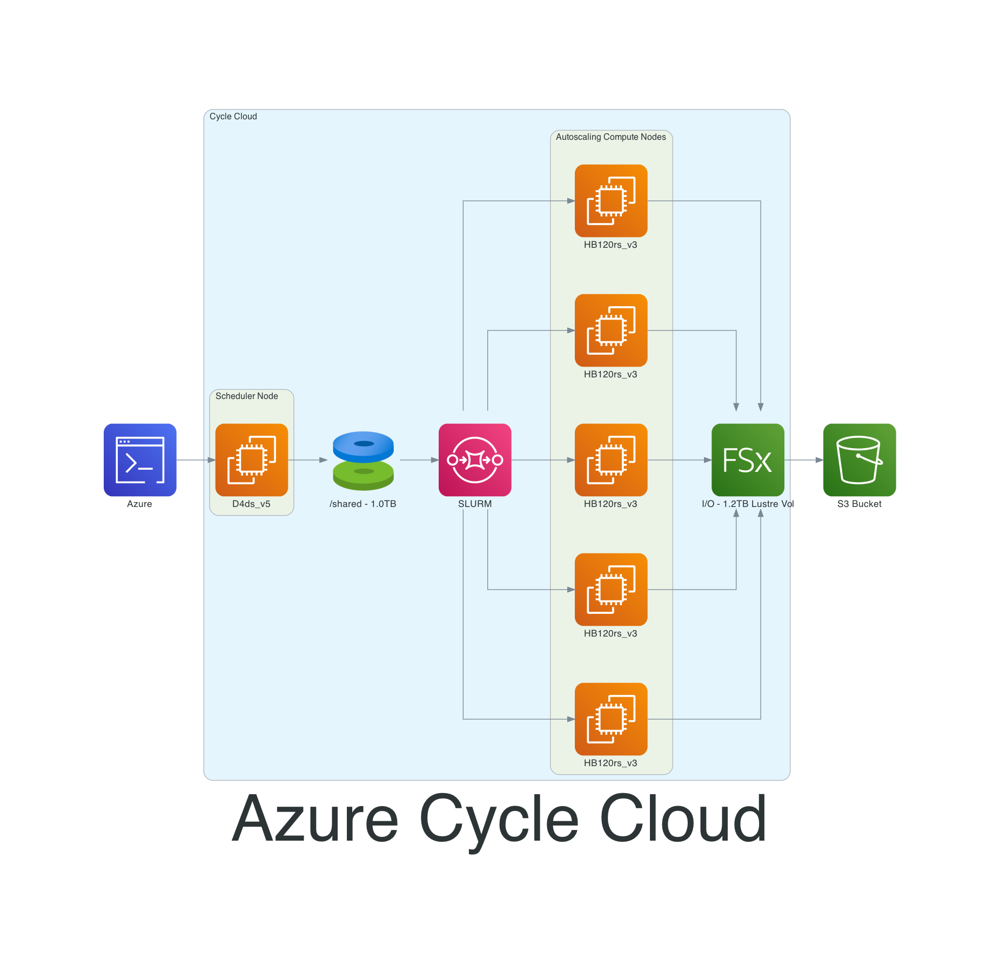 Cycle Cloud
Autoscaling Compute Nodes
HB120rs_v3
HB120rs_v3
Scheduler Node
FSx
Azure
D4ds_v5
/shared - 1.0TB
SLURM
HB120rs_v3
I/O - 1.2TB Lustre Vol
S3 Bucket
HB120rs_v3
HB120rs_v3
Azure Cycle Cloud